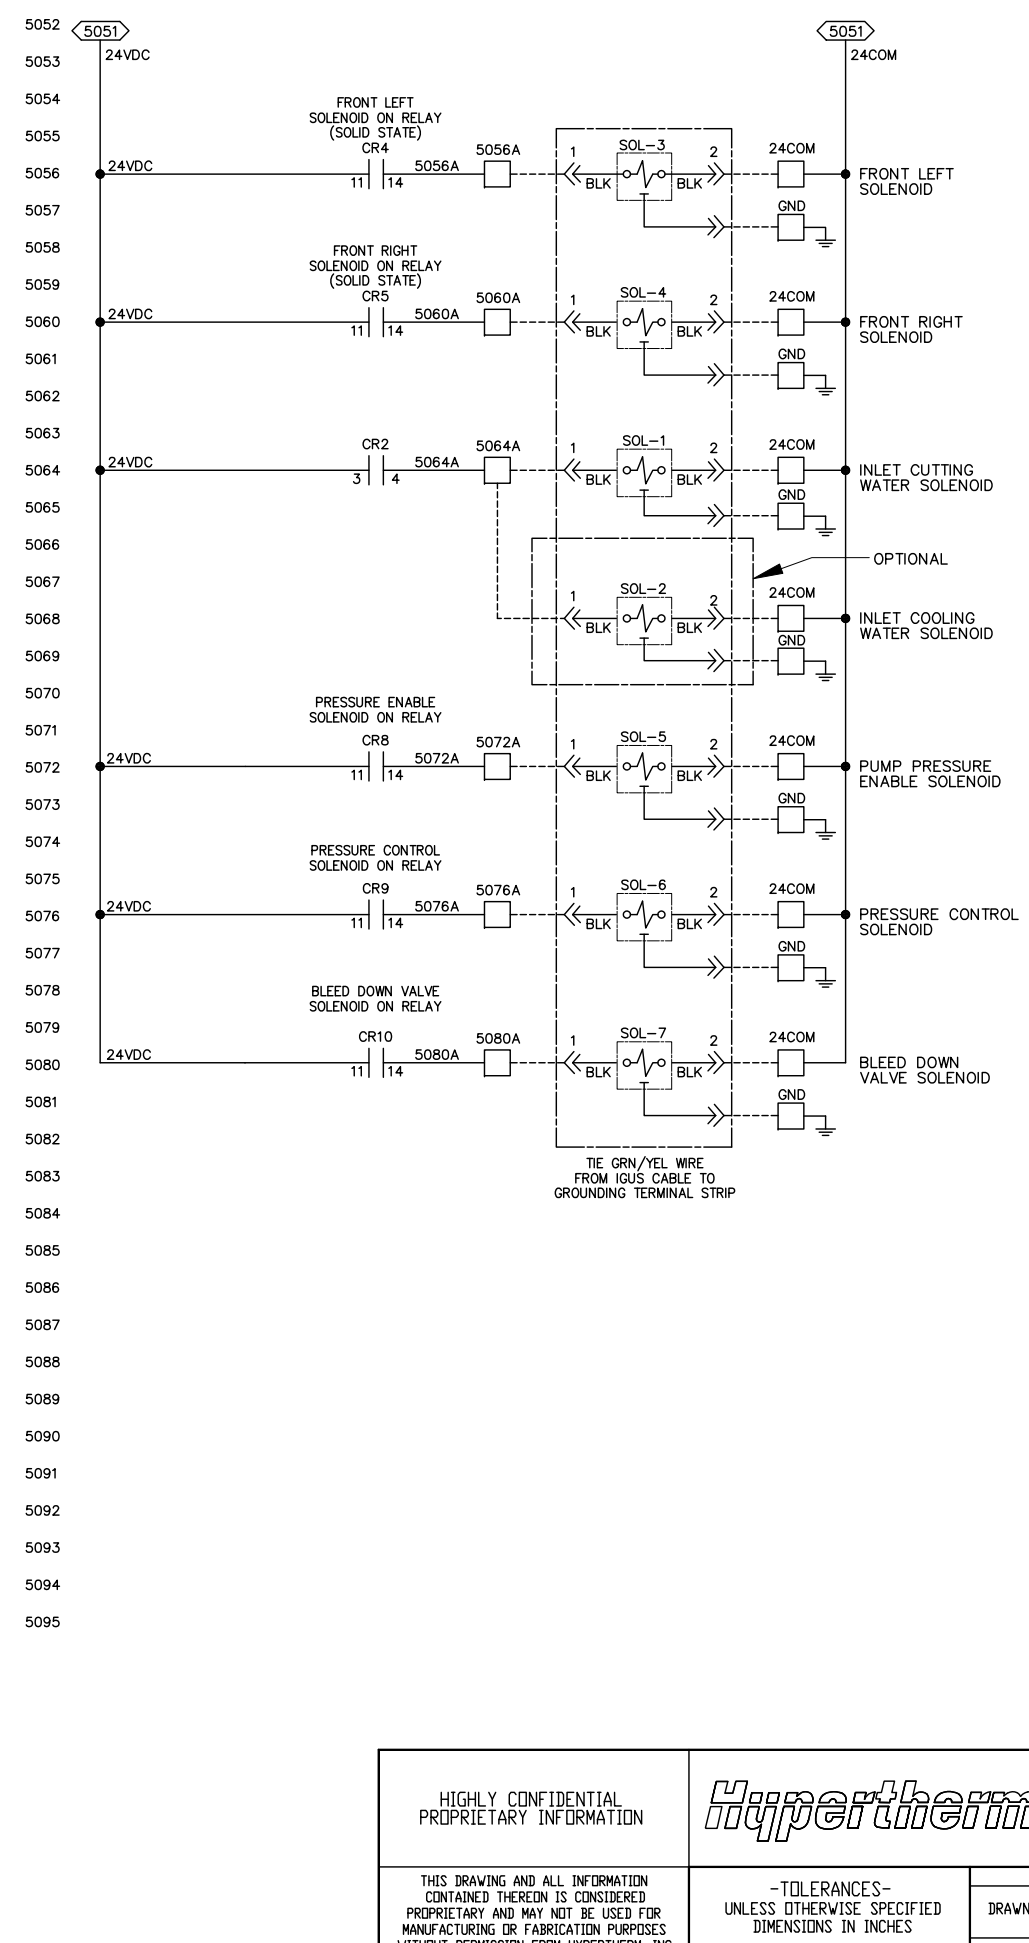 5052
5051
5051
24VDC
24COM
5053
5054
FRONT LEFT
SOLENOID ON RELAY
(SOLID STATE)
5055
CR4
5056A
1
SOL-3
2
24COM
5056
24VDC
11
14
5056A
BLK
BLK
FRONT LEFT
SOLENOID
5057
GND
5058
FRONT RIGHT
SOLENOID ON RELAY
(SOLID STATE)
5059
CR5
5060A
1
SOL-4
2
24COM
5060
24VDC
11
14
5060A
BLK
BLK
FRONT RIGHT
SOLENOID
5061
GND
5062
5063
CR2
5064A
1
SOL-1
2
24COM
5064
24VDC
3
4
5064A
BLK
BLK
INLET CUTTING
WATER SOLENOID
5065
GND
5066
OPTIONAL
5067
1
SOL-2
2
24COM
5068
BLK
BLK
INLET COOLING
WATER SOLENOID
5069
GND
5070
PRESSURE ENABLE
SOLENOID ON RELAY
5071
CR8
5072A
1
SOL-5
2
24COM
5072
24VDC
11
14
5072A
BLK
BLK
PUMP PRESSURE
ENABLE SOLENOID
5073
GND
5074
PRESSURE CONTROL
SOLENOID ON RELAY
5075
CR9
5076A
1
SOL-6
2
24COM
5076
24VDC
11
14
5076A
BLK
BLK
PRESSURE CONTROL
SOLENOID
5077
GND
5078
BLEED DOWN VALVE
SOLENOID ON RELAY
5079
CR10
5080A
1
SOL-7
2
24COM
5080
24VDC
11
14
5080A
BLK
BLK
BLEED DOWN
VALVE SOLENOID
5081
GND
5082
TIE GRN/YEL WIRE
FROM IGUS CABLE TO
GROUNDING TERMINAL STRIP
5083
5084
5085
5086
5087
5088
5089
5090
5091
5092
5093
5094
5095
HIGHLY CONFIDENTIAL
PROPRIETARY INFORMATION
Hypertherm
THIS DRAWING AND ALL INFORMATION
CONTAINED THEREON IS CONSIDERED
PROPRIETARY AND MAY NOT BE USED FOR
MANUFACTURING OR FABRICATION PURPOSES
WITHOUT PERMISSION FROM HYPERTHERM, INC
-TOLERANCES-
UNLESS OTHERWISE SPECIFIED
DIMENSIONS IN INCHES
DRAWN